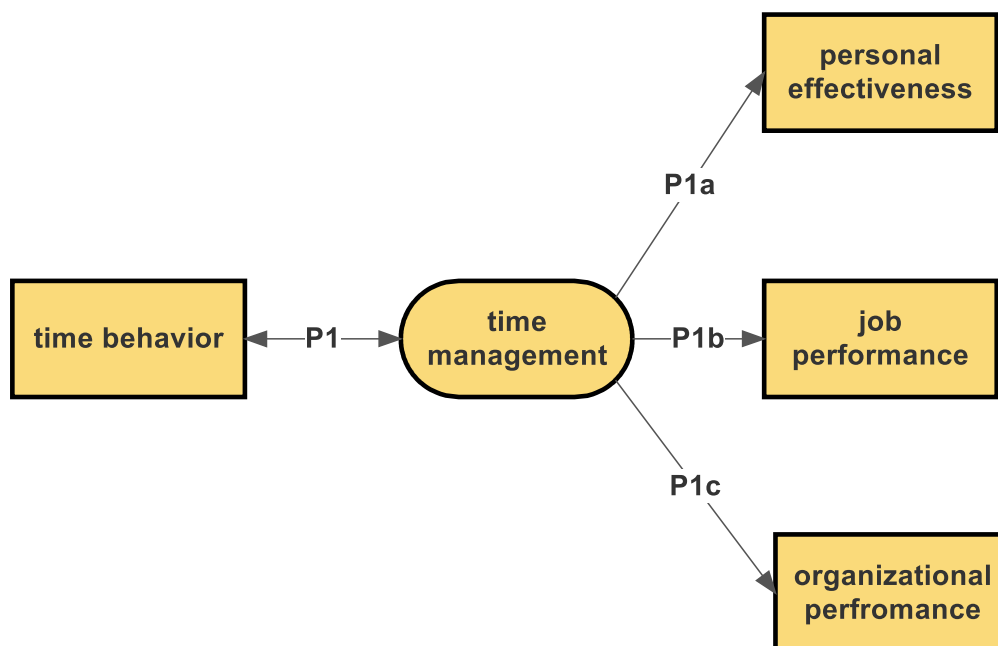 personal
effectiveness
P1a
time behavior
P1
time
management
P1b
job
performance
P1c
organizational
perfromance